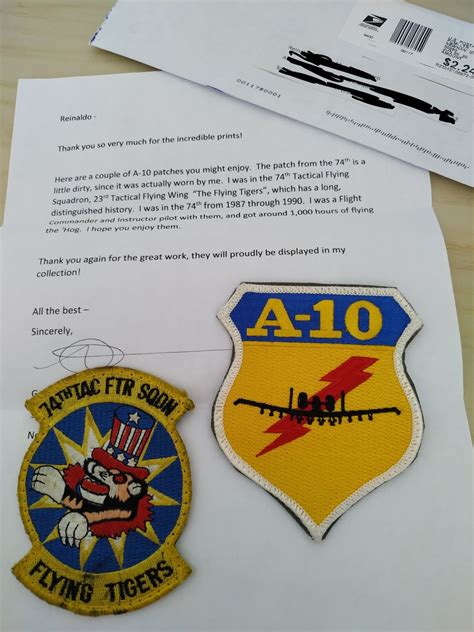 $2.25
0011780001
Reinaldo -
Thank you so very much for the incredible prints!
Here are a couple of A-10 patches you might enjoy. The patch from the 74th is a
little dirty, since it was actually worn by me. I was in the 74th Tactical Flying
Squadron, 23rd Tactical Flying Wing "The Flying Tigers", which has a long,
distinguished history. I was in the 74th from 1987 through 1990. I was a Flight
Commander and Instructor pilot with them, and got around 1,000 hours of flying
the 'Hog. I hope you enjoy them.
Thank you again for the great work, they will proudly be displayed in my
collection!
All the best –
Sincerely,
A-10
74TH TAC FTR SQDN
FLYING TIGERS